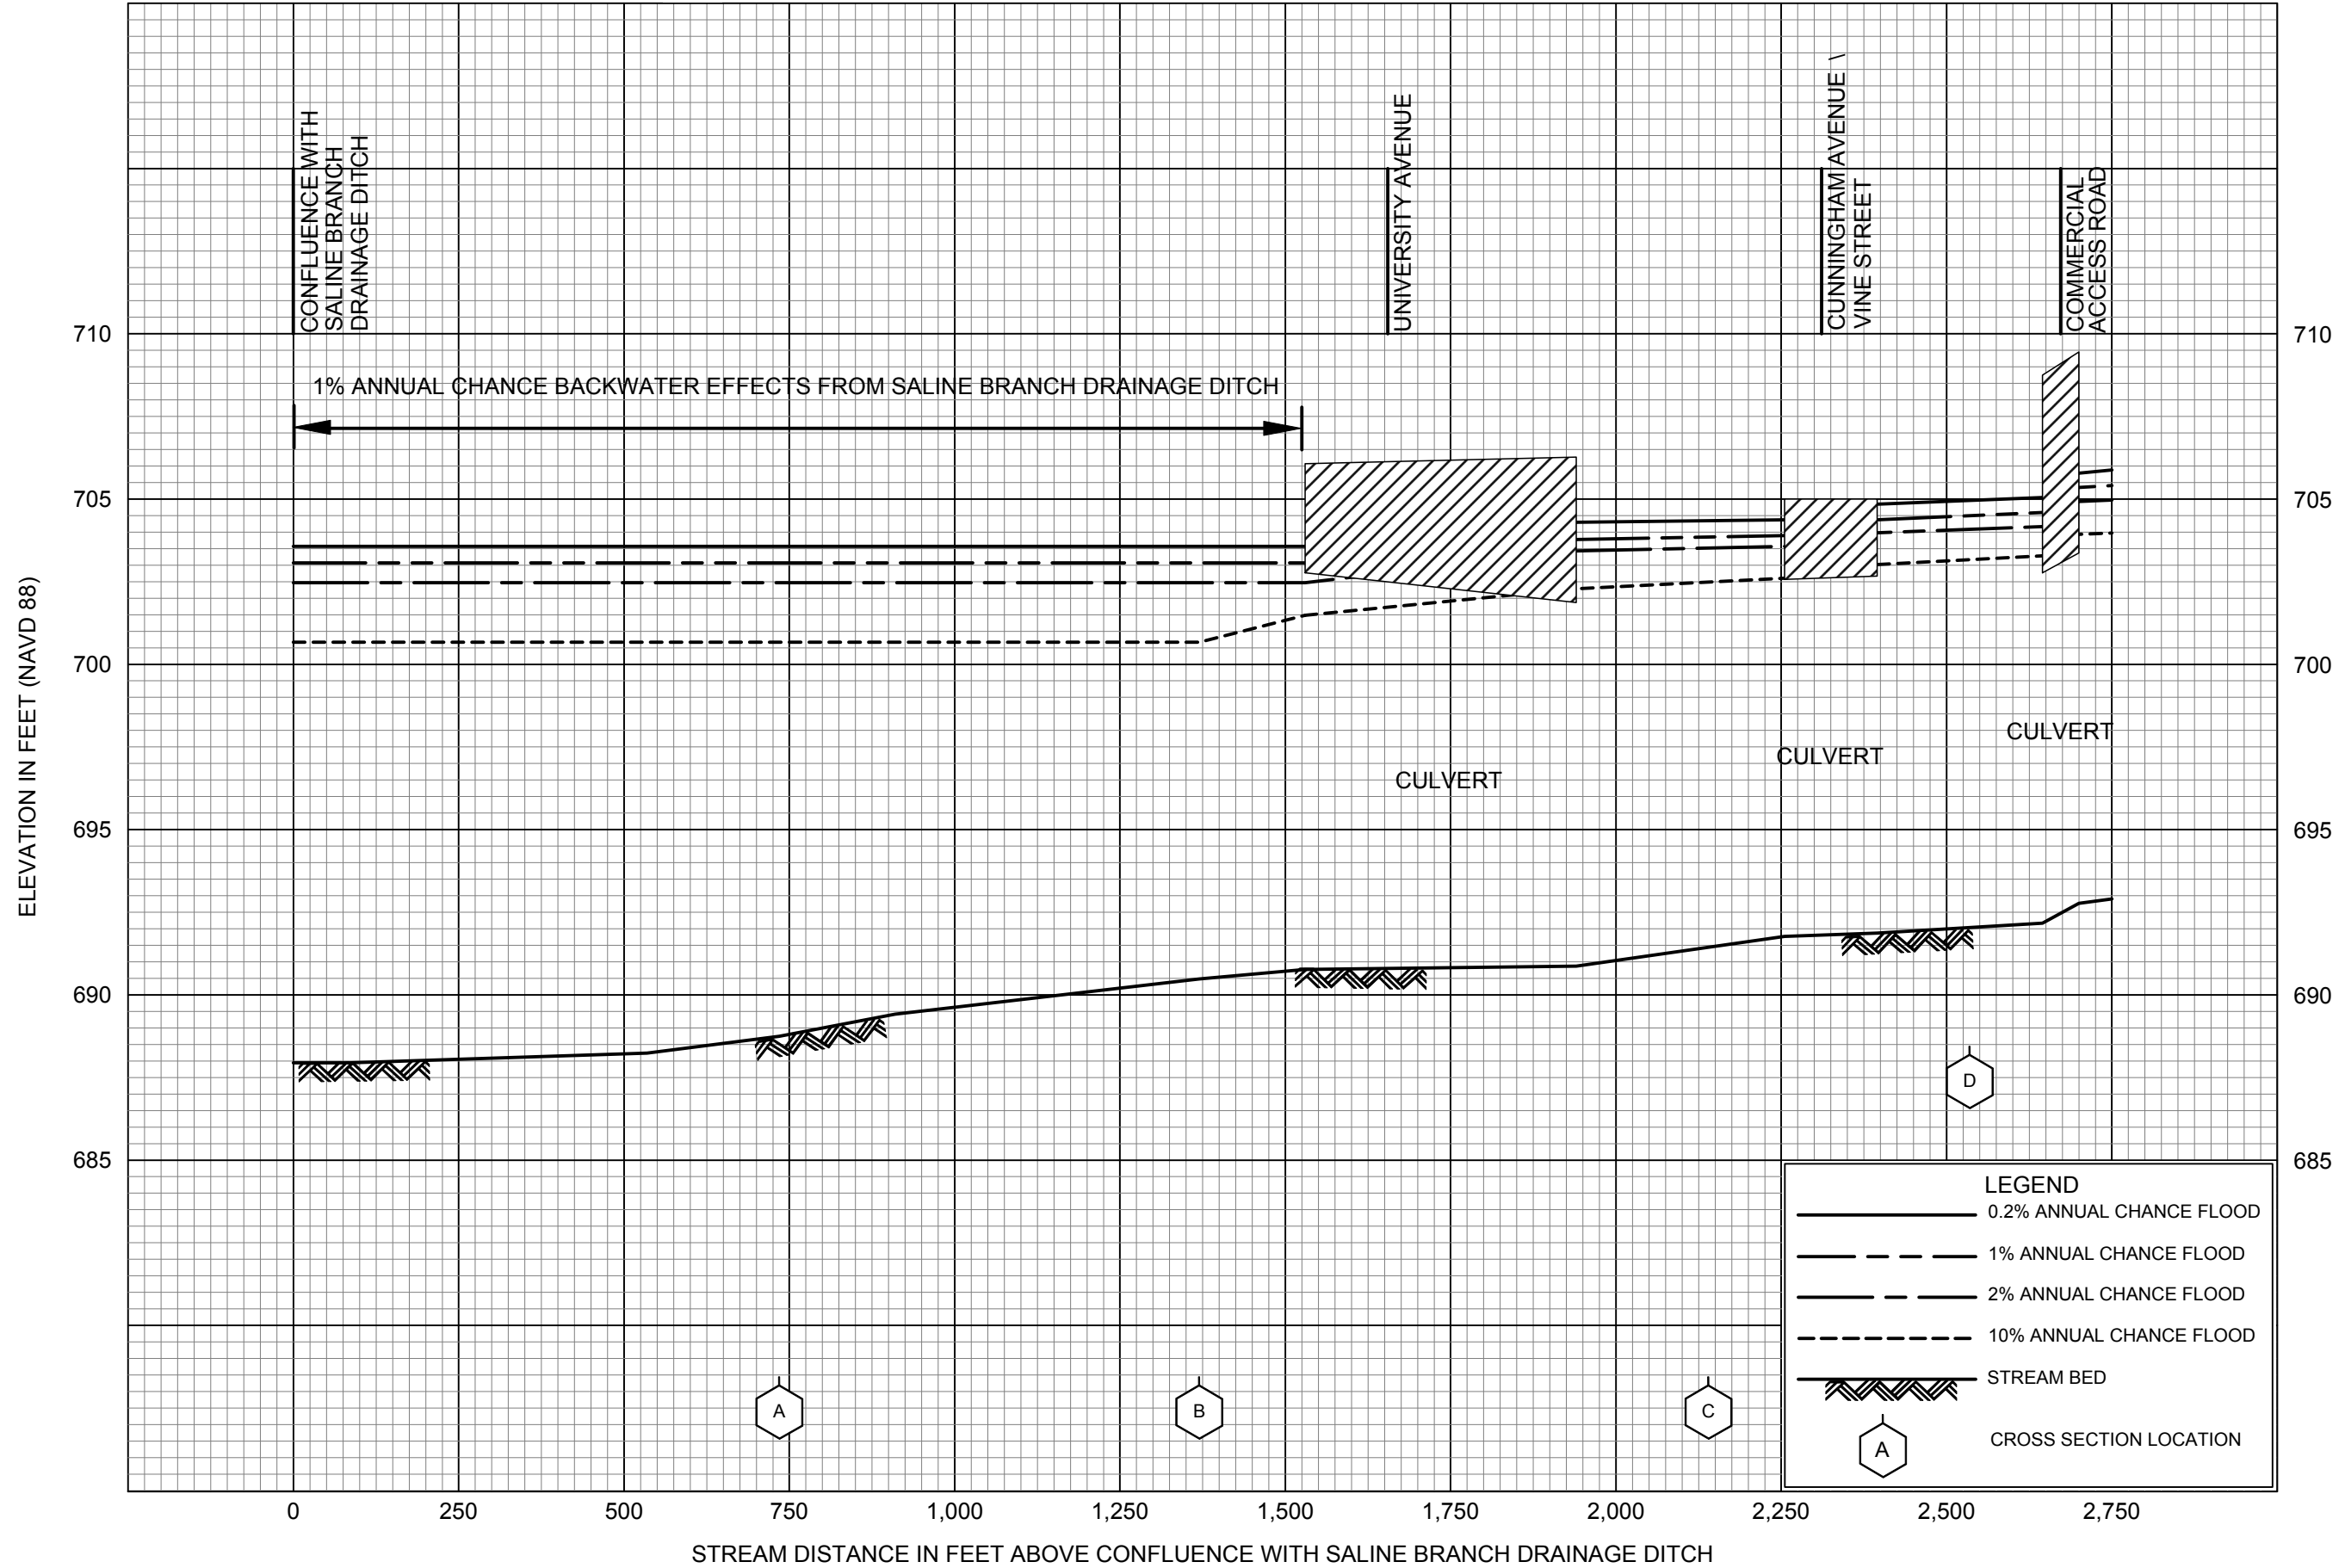 CONFLUENCE WITH
SALINE BRANCH
DRAINAGE DITCH
UNIVERSITY AVENUE
CUNNINGHAM AVENUE \
VINE STREET
COMMERCIAL
ACCESS ROAD
1% ANNUAL CHANCE BACKWATER EFFECTS FROM SALINE BRANCH DRAINAGE DITCH
ELEVATION IN FEET (NAVD 88)
710
705
700
695
690
685
710
705
700
695
690
685
CULVERT
CULVERT
CULVERT
A
B
C
D
LEGEND
0.2% ANNUAL CHANCE FLOOD
1% ANNUAL CHANCE FLOOD
2% ANNUAL CHANCE FLOOD
10% ANNUAL CHANCE FLOOD
STREAM BED
A
CROSS SECTION LOCATION
0 250 500 750 1,000 1,250 1,500 1,750 2,000 2,250 2,500 2,750
STREAM DISTANCE IN FEET ABOVE CONFLUENCE WITH SALINE BRANCH DRAINAGE DITCH